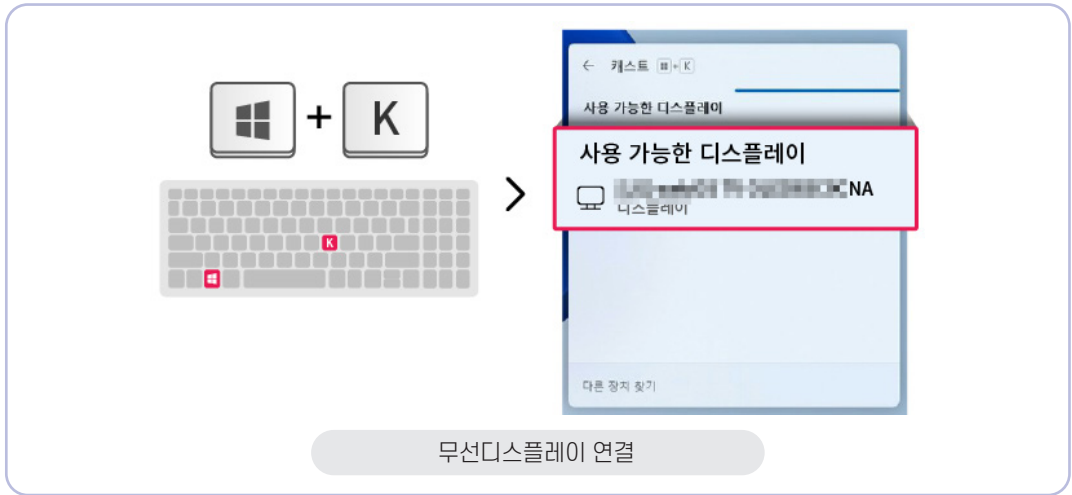 + K
K
>
← 캐스트 + K
사용 가능한 디스플레이
사용 가능한 디스플레이
NA
디스플레이
다른 장치 찾기
무선디스플레이 연결